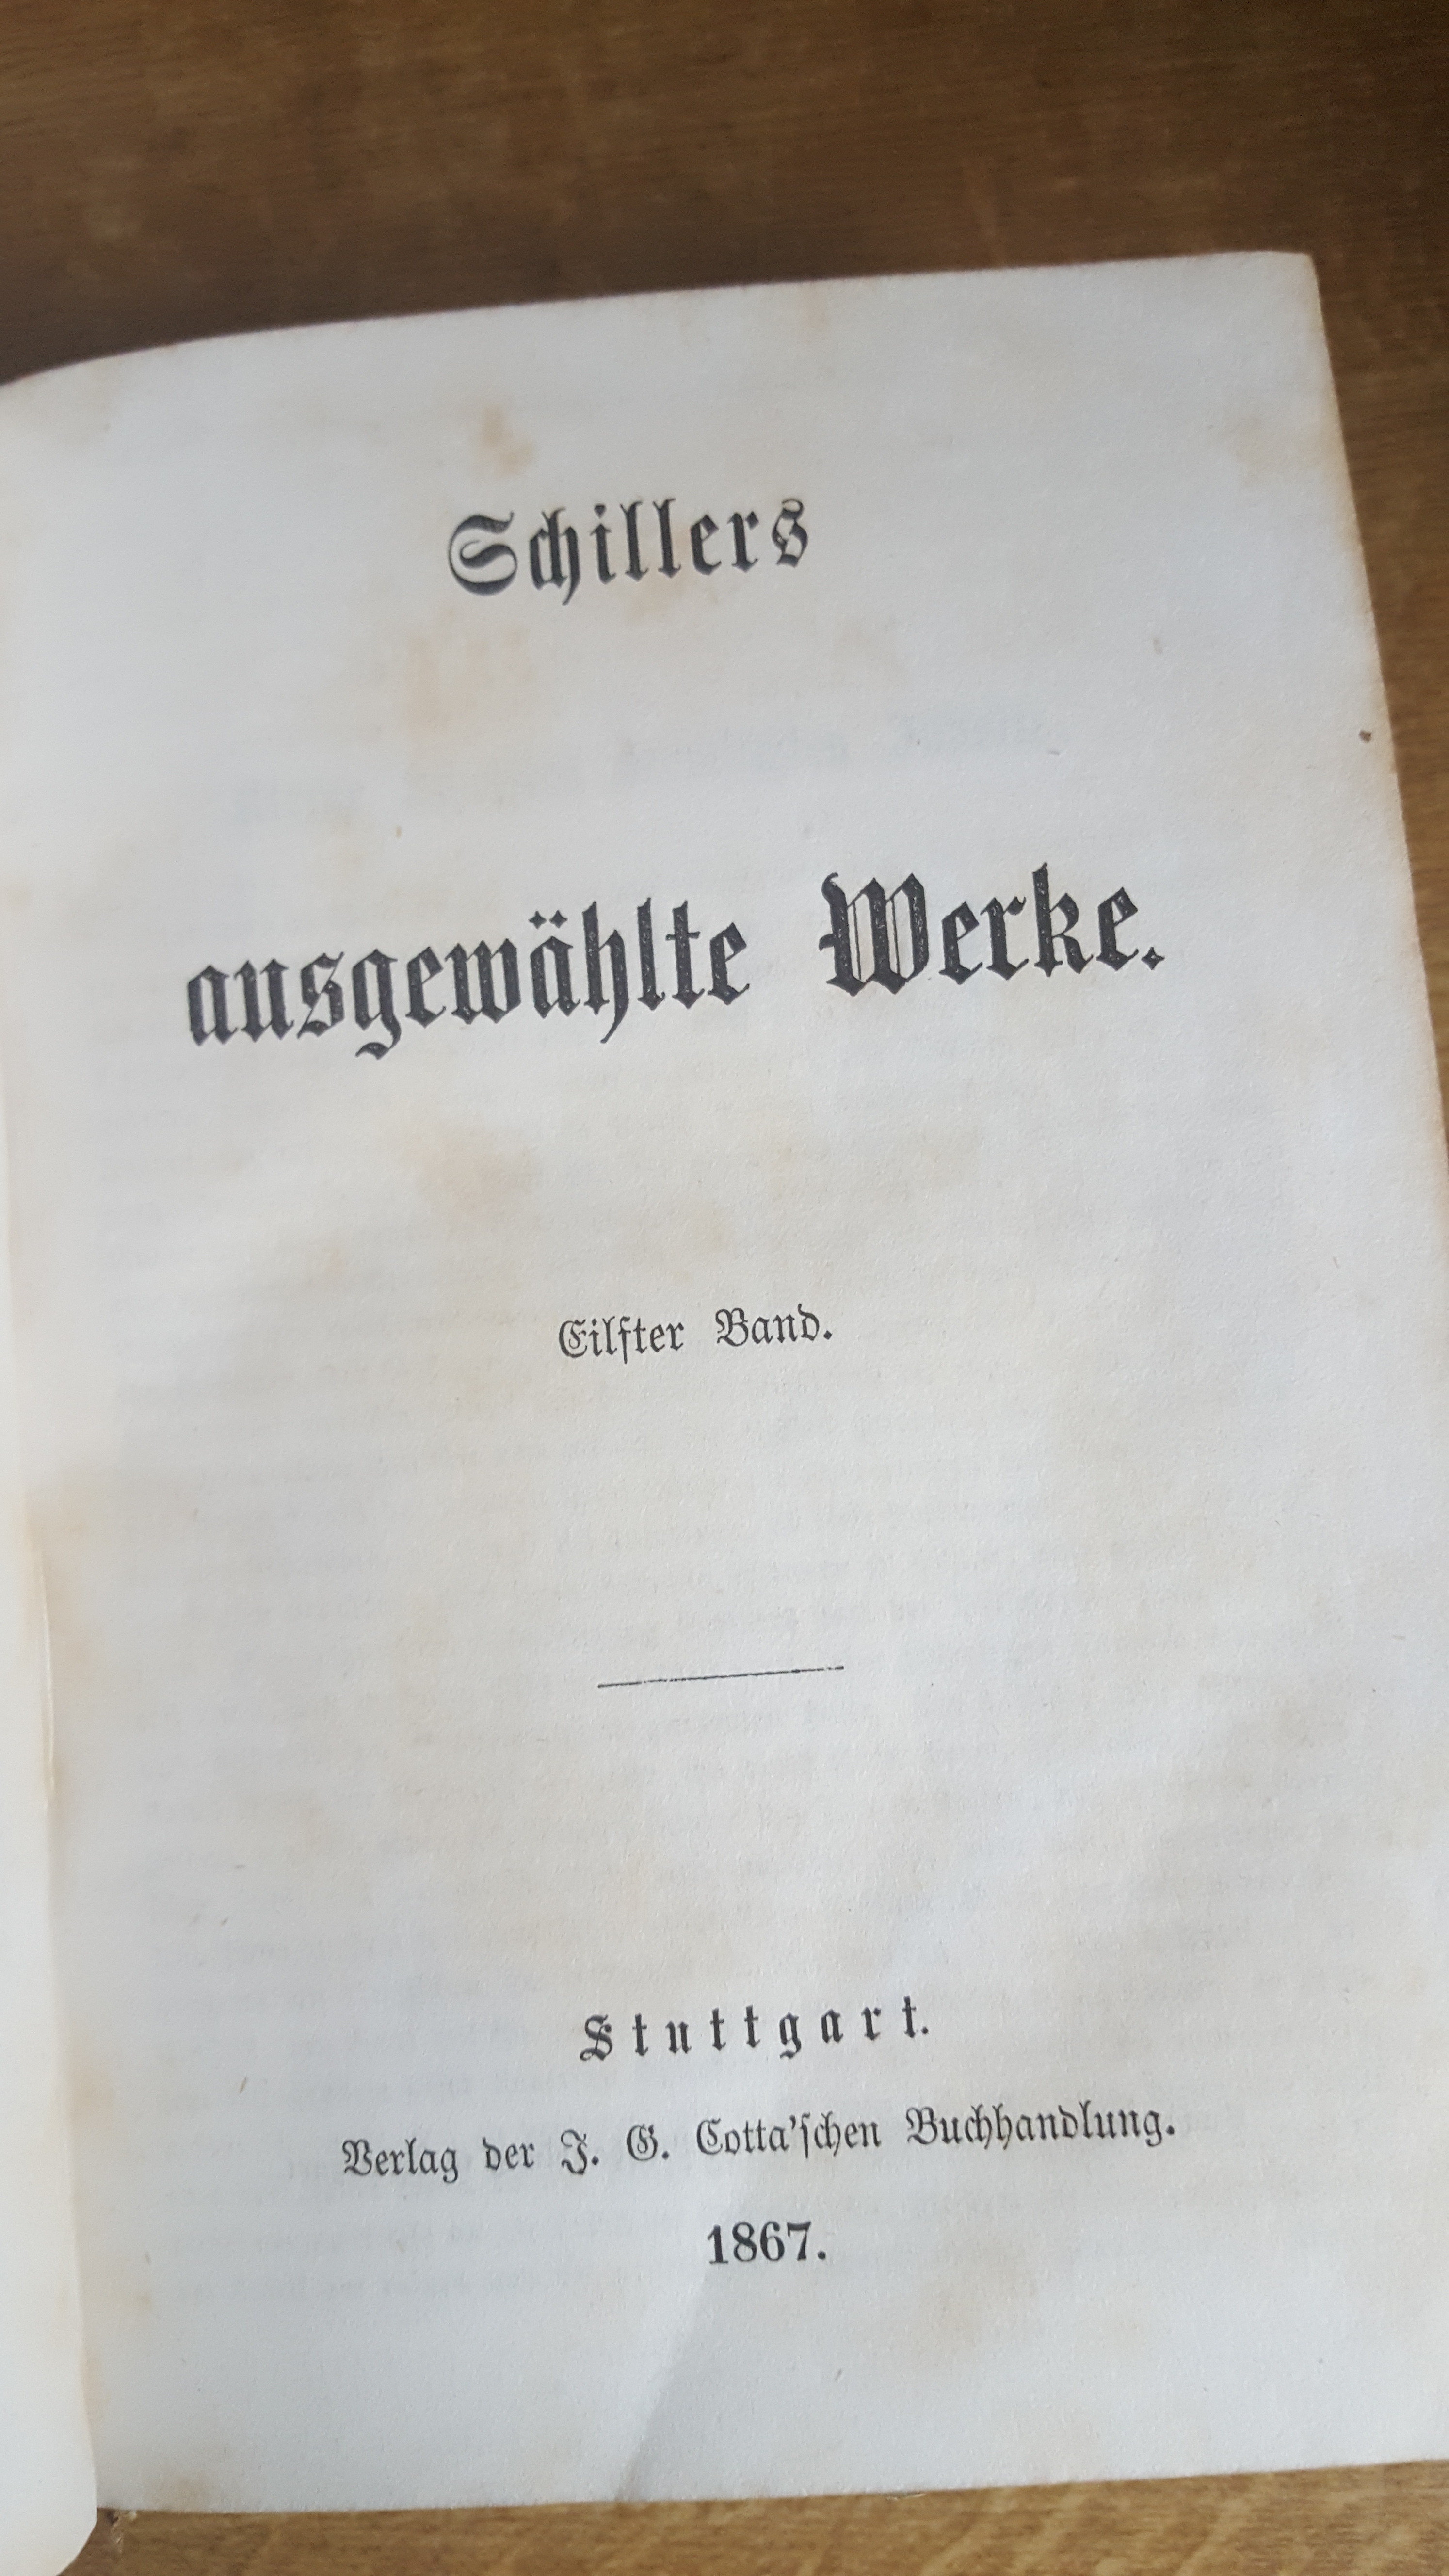 Schillers
ausgewählte Werke.
Eilfter Band.
Stuttgart.
Verlag der J. G. Cotta'ſchen Buchhandlung.
1867.